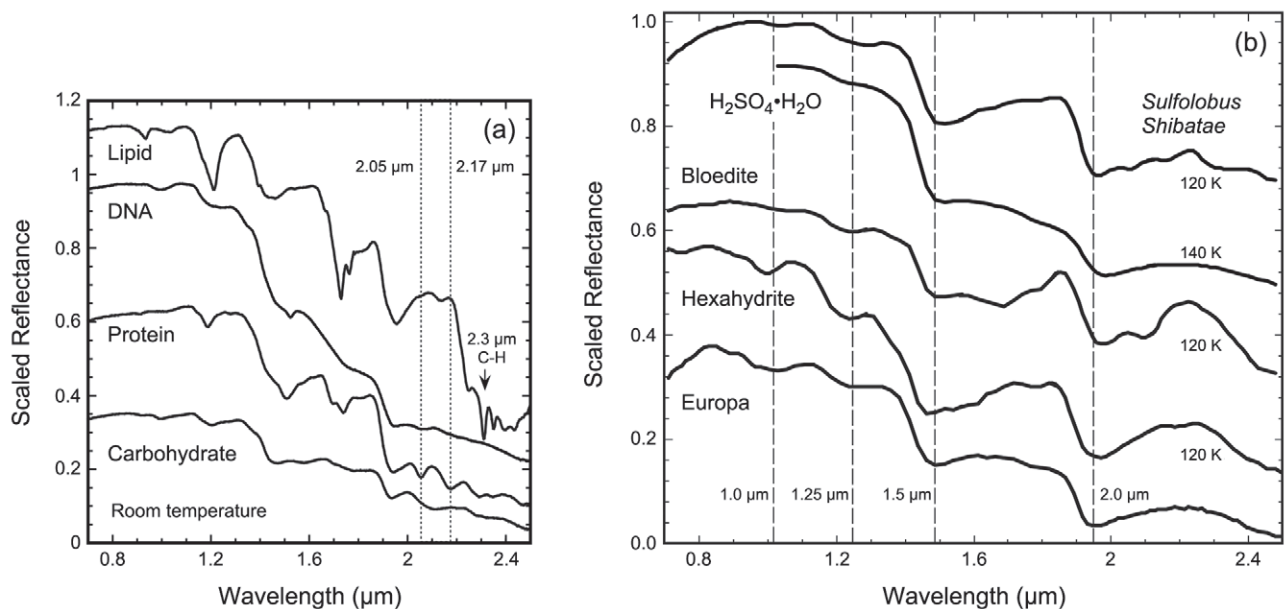 (a)
1.2
1
0.8
0.6
0.4
0.2
0
Scaled Reflectance
Lipid
DNA
Protein
Carbohydrate
Room temperature
2.05 µm
2.17 µm
2.3 µm
C-H
0.8
1.2
1.6
2
2.4
Wavelength (µm)
(b)
1.0
0.8
0.6
0.4
0.2
0.0
Scaled Reflectance
H₂SO₄•H₂O
Sulfolobus
Shibatae
120 K
Bloedite
140 K
Hexahydrite
120 K
Europa
120 K
1.0 µm
1.25 µm
1.5 µm
2.0 µm
0.8
1.2
1.6
2.0
2.4
Wavelength (µm)